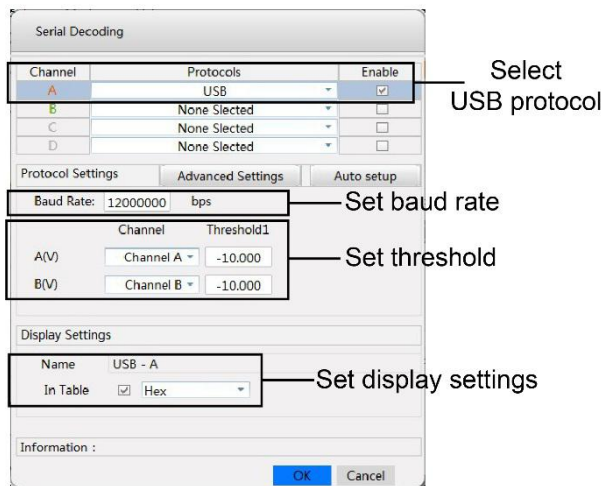 Serial Decoding
Channel Protocols Enable
A USB
B None Slected
C None Slected
D None Slected
Select
USB protocol
Protocol Settings Advanced Settings Auto setup
Baud Rate: 12000000 bps
Set baud rate
Channel Threshold1
A(V) Channel A -10.000
Set threshold
B(V) Channel B -10.000
Display Settings
Name USB - A
In Table Hex
Set display settings
Information :
OK Cancel